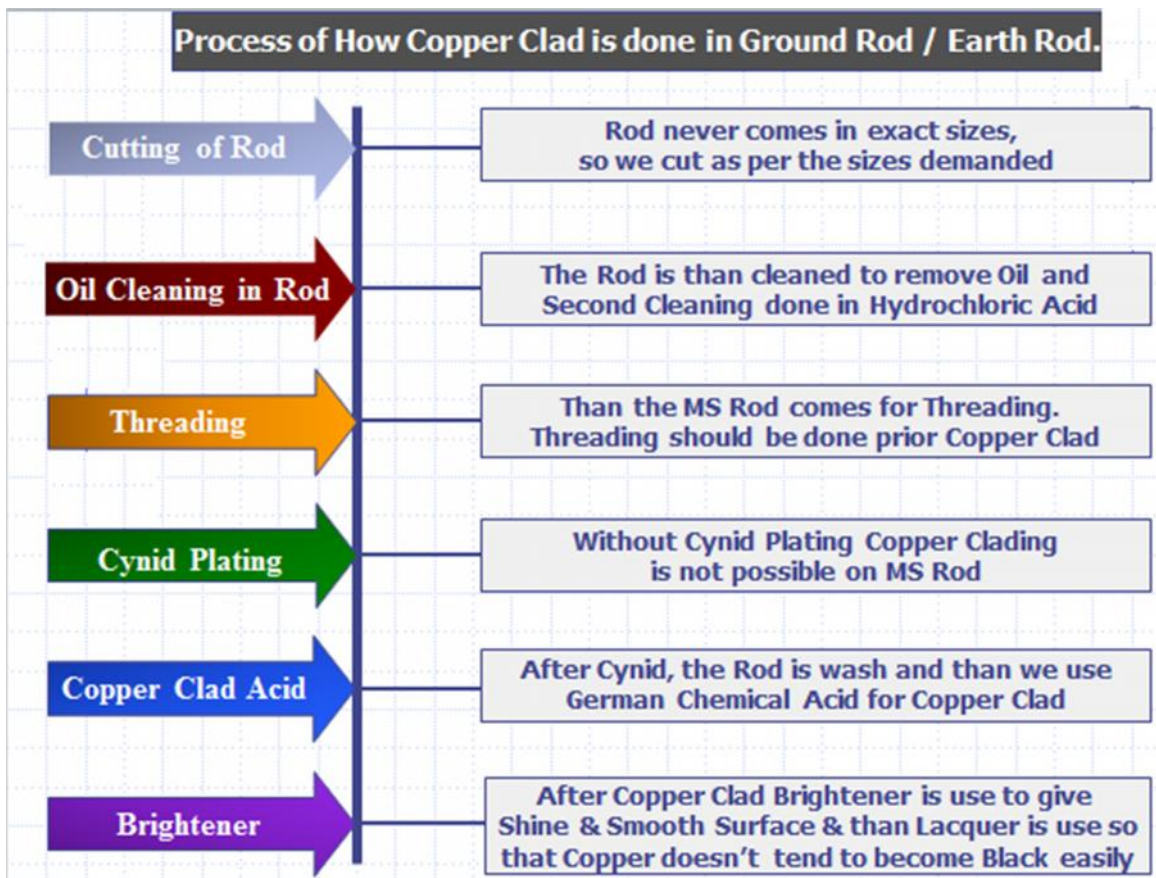 Process of How Copper Clad is done in Ground Rod / Earth Rod.
Cutting of Rod
Rod never comes in exact sizes,
so we cut as per the sizes demanded
Oil Cleaning in Rod
The Rod is than cleaned to remove Oil and
Second Cleaning done in Hydrochloric Acid
Threading
Than the MS Rod comes for Threading.
Threading should be done prior Copper Clad
Cynid Plating
Without Cynid Plating Copper Clading
is not possible on MS Rod
Copper Clad Acid
After Cynid, the Rod is wash and than we use
German Chemical Acid for Copper Clad
Brightener
After Copper Clad Brightener is use to give
Shine & Smooth Surface & than Lacquer is use so
that Copper doesn't tend to become Black easily